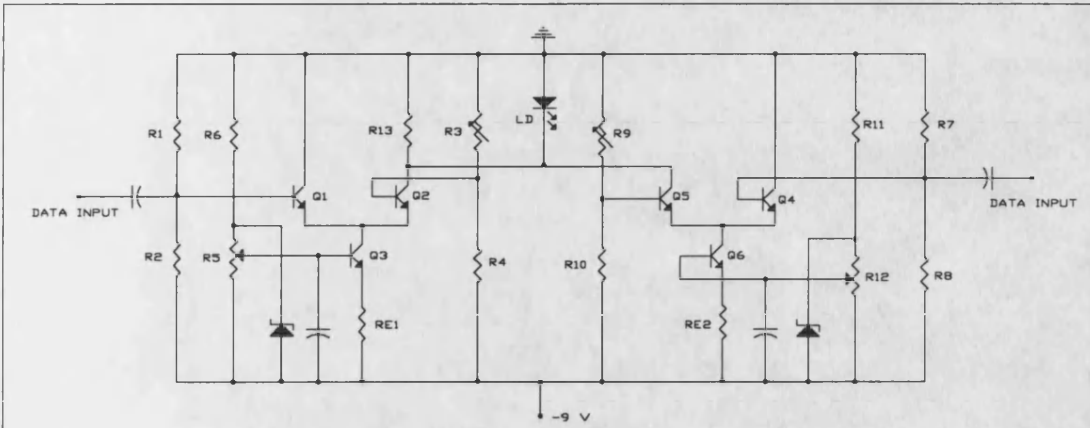 R1
R6
R13
R3
LD
R9
R11
R7
Q1
Q2
Q5
Q4
DATA INPUT
DATA INPUT
R2
R5
Q3
R4
R10
Q6
R12
R8
RE1
RE2
-9 V